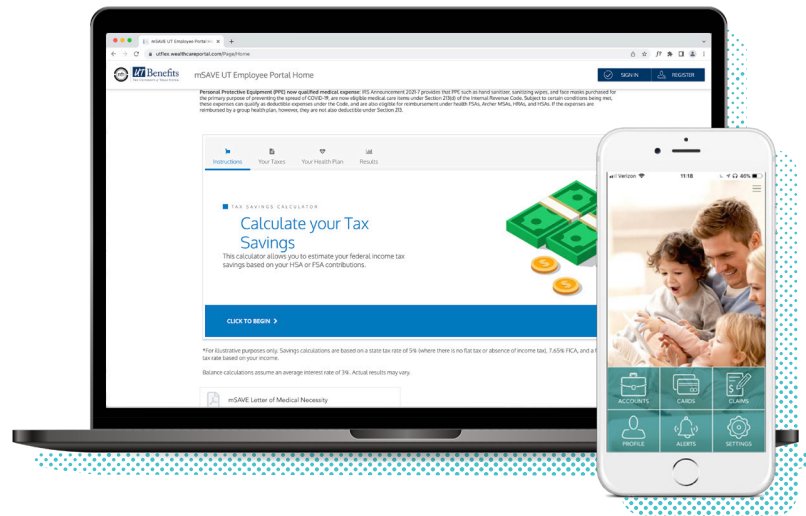 mSAVE UT Employee Portal
utflex.wealthcareportal.com/Page/Home
UT Benefits
mSAVE UT Employee Portal Home
SIGN IN
REGISTER
Personal Protective Equipment (PPE) now qualified medical expense: IRS Announcement 2021-7 provides that PPE such as hand sanitizer, sanitizing wipes, and face masks purchased for
the primary purpose of preventing the spread of COVID-19, are now eligible medical care items under Section 213(d) of the Internal Revenue Code. Subject to certain conditions being met,
these expenses can qualify as deductible expenses under the Code, and are also eligible for reimbursement under health FSAs, Archer MSAs, HRAs, and HSAs. If the expenses are
reimbursed by a group health plan, however, they are not also deductible under Section 213.
Instructions Your Taxes Your Health Plan Results
TAX SAVINGS CALCULATOR
Calculate your Tax
Savings
This calculator allows you to estimate your federal income tax
savings based on your HSA or FSA contributions.
CLICK TO BEGIN
*For illustrative purposes only. Savings calculations are based on a state tax rate of 5% (where there is no flat tax or absence of income tax), 7.65% FICA, and a f
tax rate based on your income.
Balance calculations assume an average interest rate of 3%. Actual results may vary.
mSAVE Letter of Medical Necessity
Verizon 11:18 46%
ACCOUNTS CARDS CLAIMS
PROFILE ALERTS SETTINGS